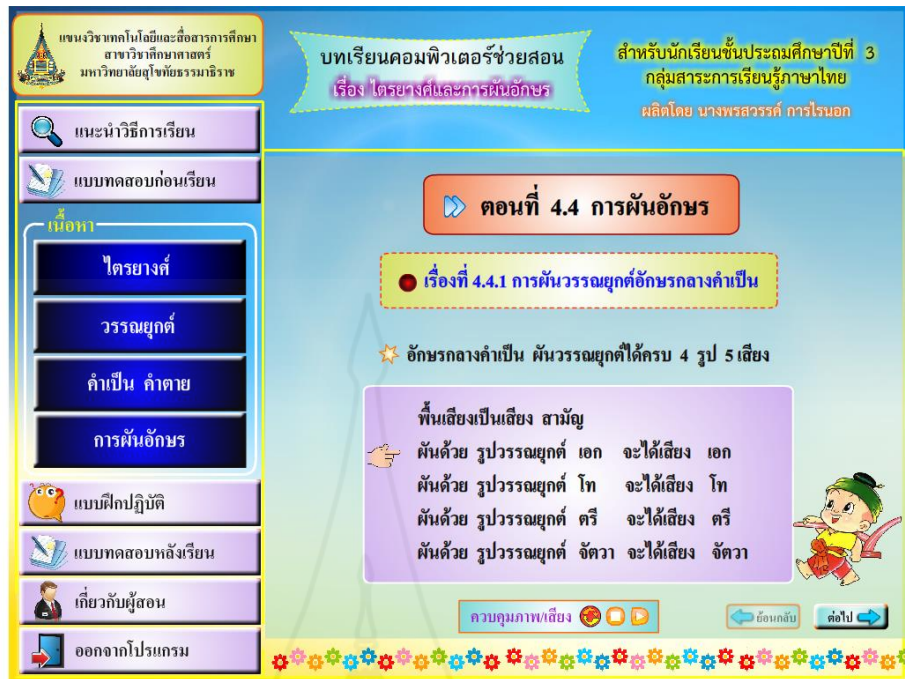 แขนงวิชาเทคโนโลยีและสื่อสารการศึกษา
สาขาวิชาศึกษาศาสตร์
มหาวิทยาลัยสุโขทัยธรรมาธิราช
บทเรียนคอมพิวเตอร์ช่วยสอน
เรื่อง ไตรยางศ์และการผันอักษร
สำหรับนักเรียนชั้นประถมศึกษาปีที่ 3
กลุ่มสาระการเรียนรู้ภาษาไทย
ผลิตโดย นางพรสวรรค์ การไรนอก
แนะนำวิธีการเรียน
แบบทดสอบก่อนเรียน
เนื้อหา
ไตรยางศ์
วรรณยุกต์
คำเป็น คำตาย
การผันอักษร
แบบฝึกปฏิบัติ
แบบทดสอบหลังเรียน
เกี่ยวกับผู้สอน
ออกจากโปรแกรม
ตอนที่ 4.4 การผันอักษร
เรื่องที่ 4.4.1 การผันวรรณยุกต์อักษรกลางคำเป็น
อักษรกลางคำเป็น ผันวรรณยุกต์ได้ครบ 4 รูป 5 เสียง
พื้นเสียงเป็นเสียง สามัญ
ผันด้วย รูปวรรณยุกต์ เอก จะได้เสียง เอก
ผันด้วย รูปวรรณยุกต์ โท จะได้เสียง โท
ผันด้วย รูปวรรณยุกต์ ตรี จะได้เสียง ตรี
ผันด้วย รูปวรรณยุกต์ จัตวา จะได้เสียง จัตวา
ควบคุมภาพ/เสียง
ย้อนกลับ
ต่อไป